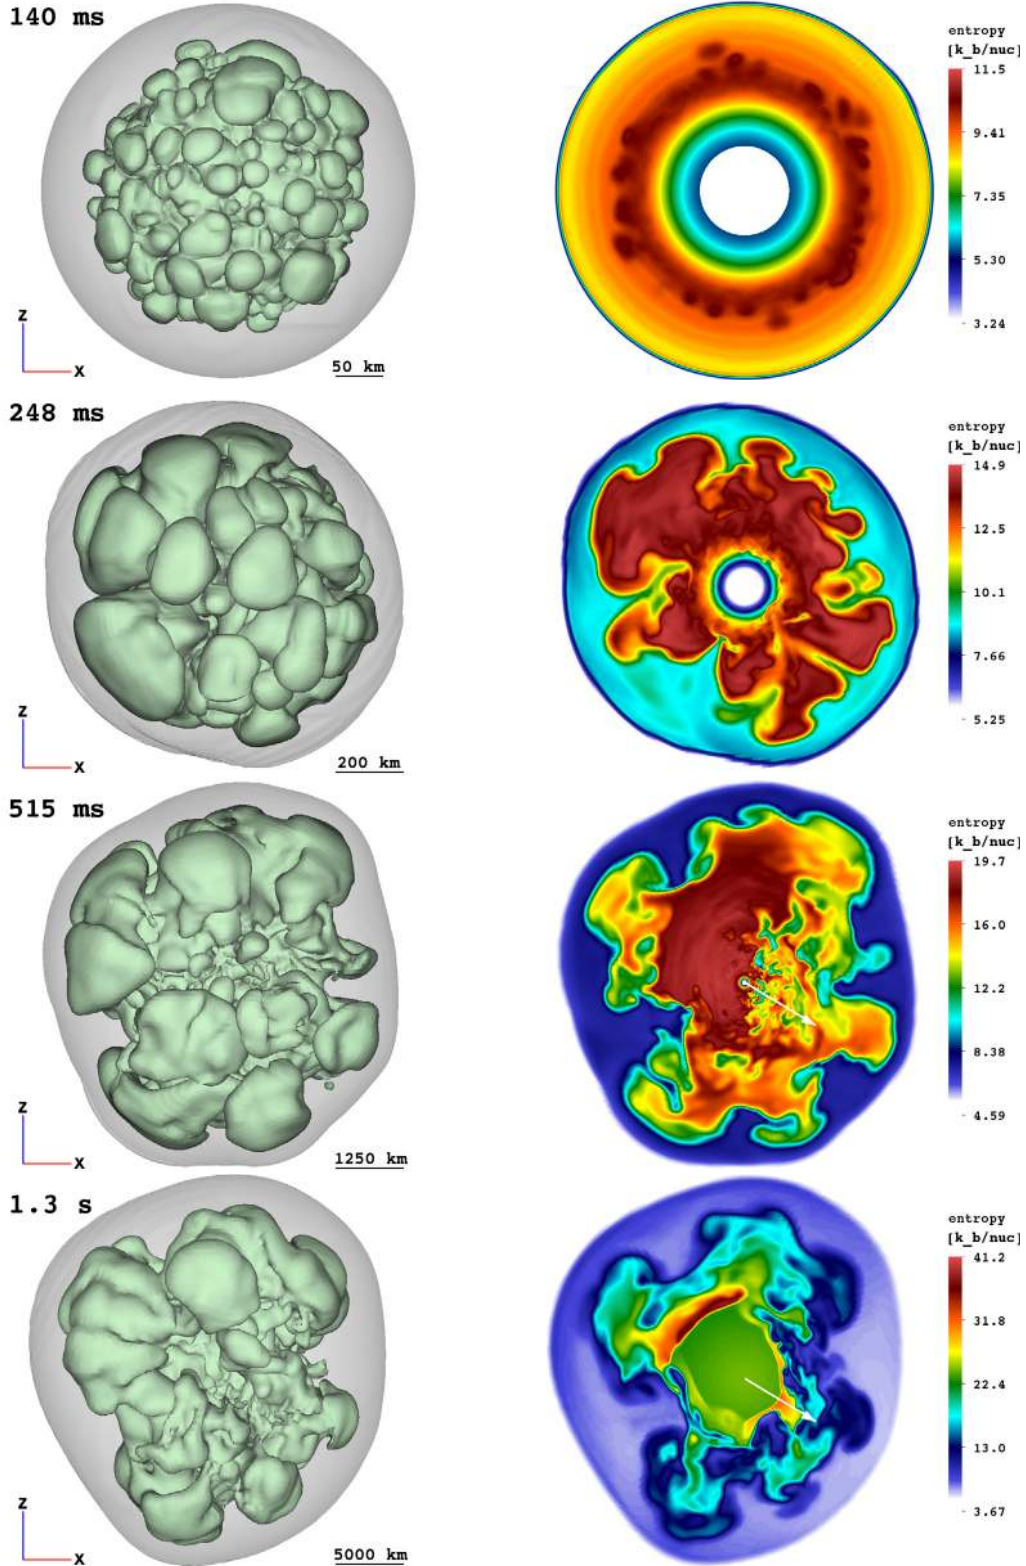 140 ms
entropy
[k_b/nuc]
11.5
9.41
7.35
5.30
3.24
z
x
50 km
248 ms
entropy
[k_b/nuc]
14.9
12.5
10.1
7.66
5.25
z
x
200 km
515 ms
entropy
[k_b/nuc]
19.7
16.0
12.2
8.38
4.59
z
x
1250 km
1.3 s
entropy
[k_b/nuc]
41.2
31.8
22.4
13.0
3.67
z
x
5000 km